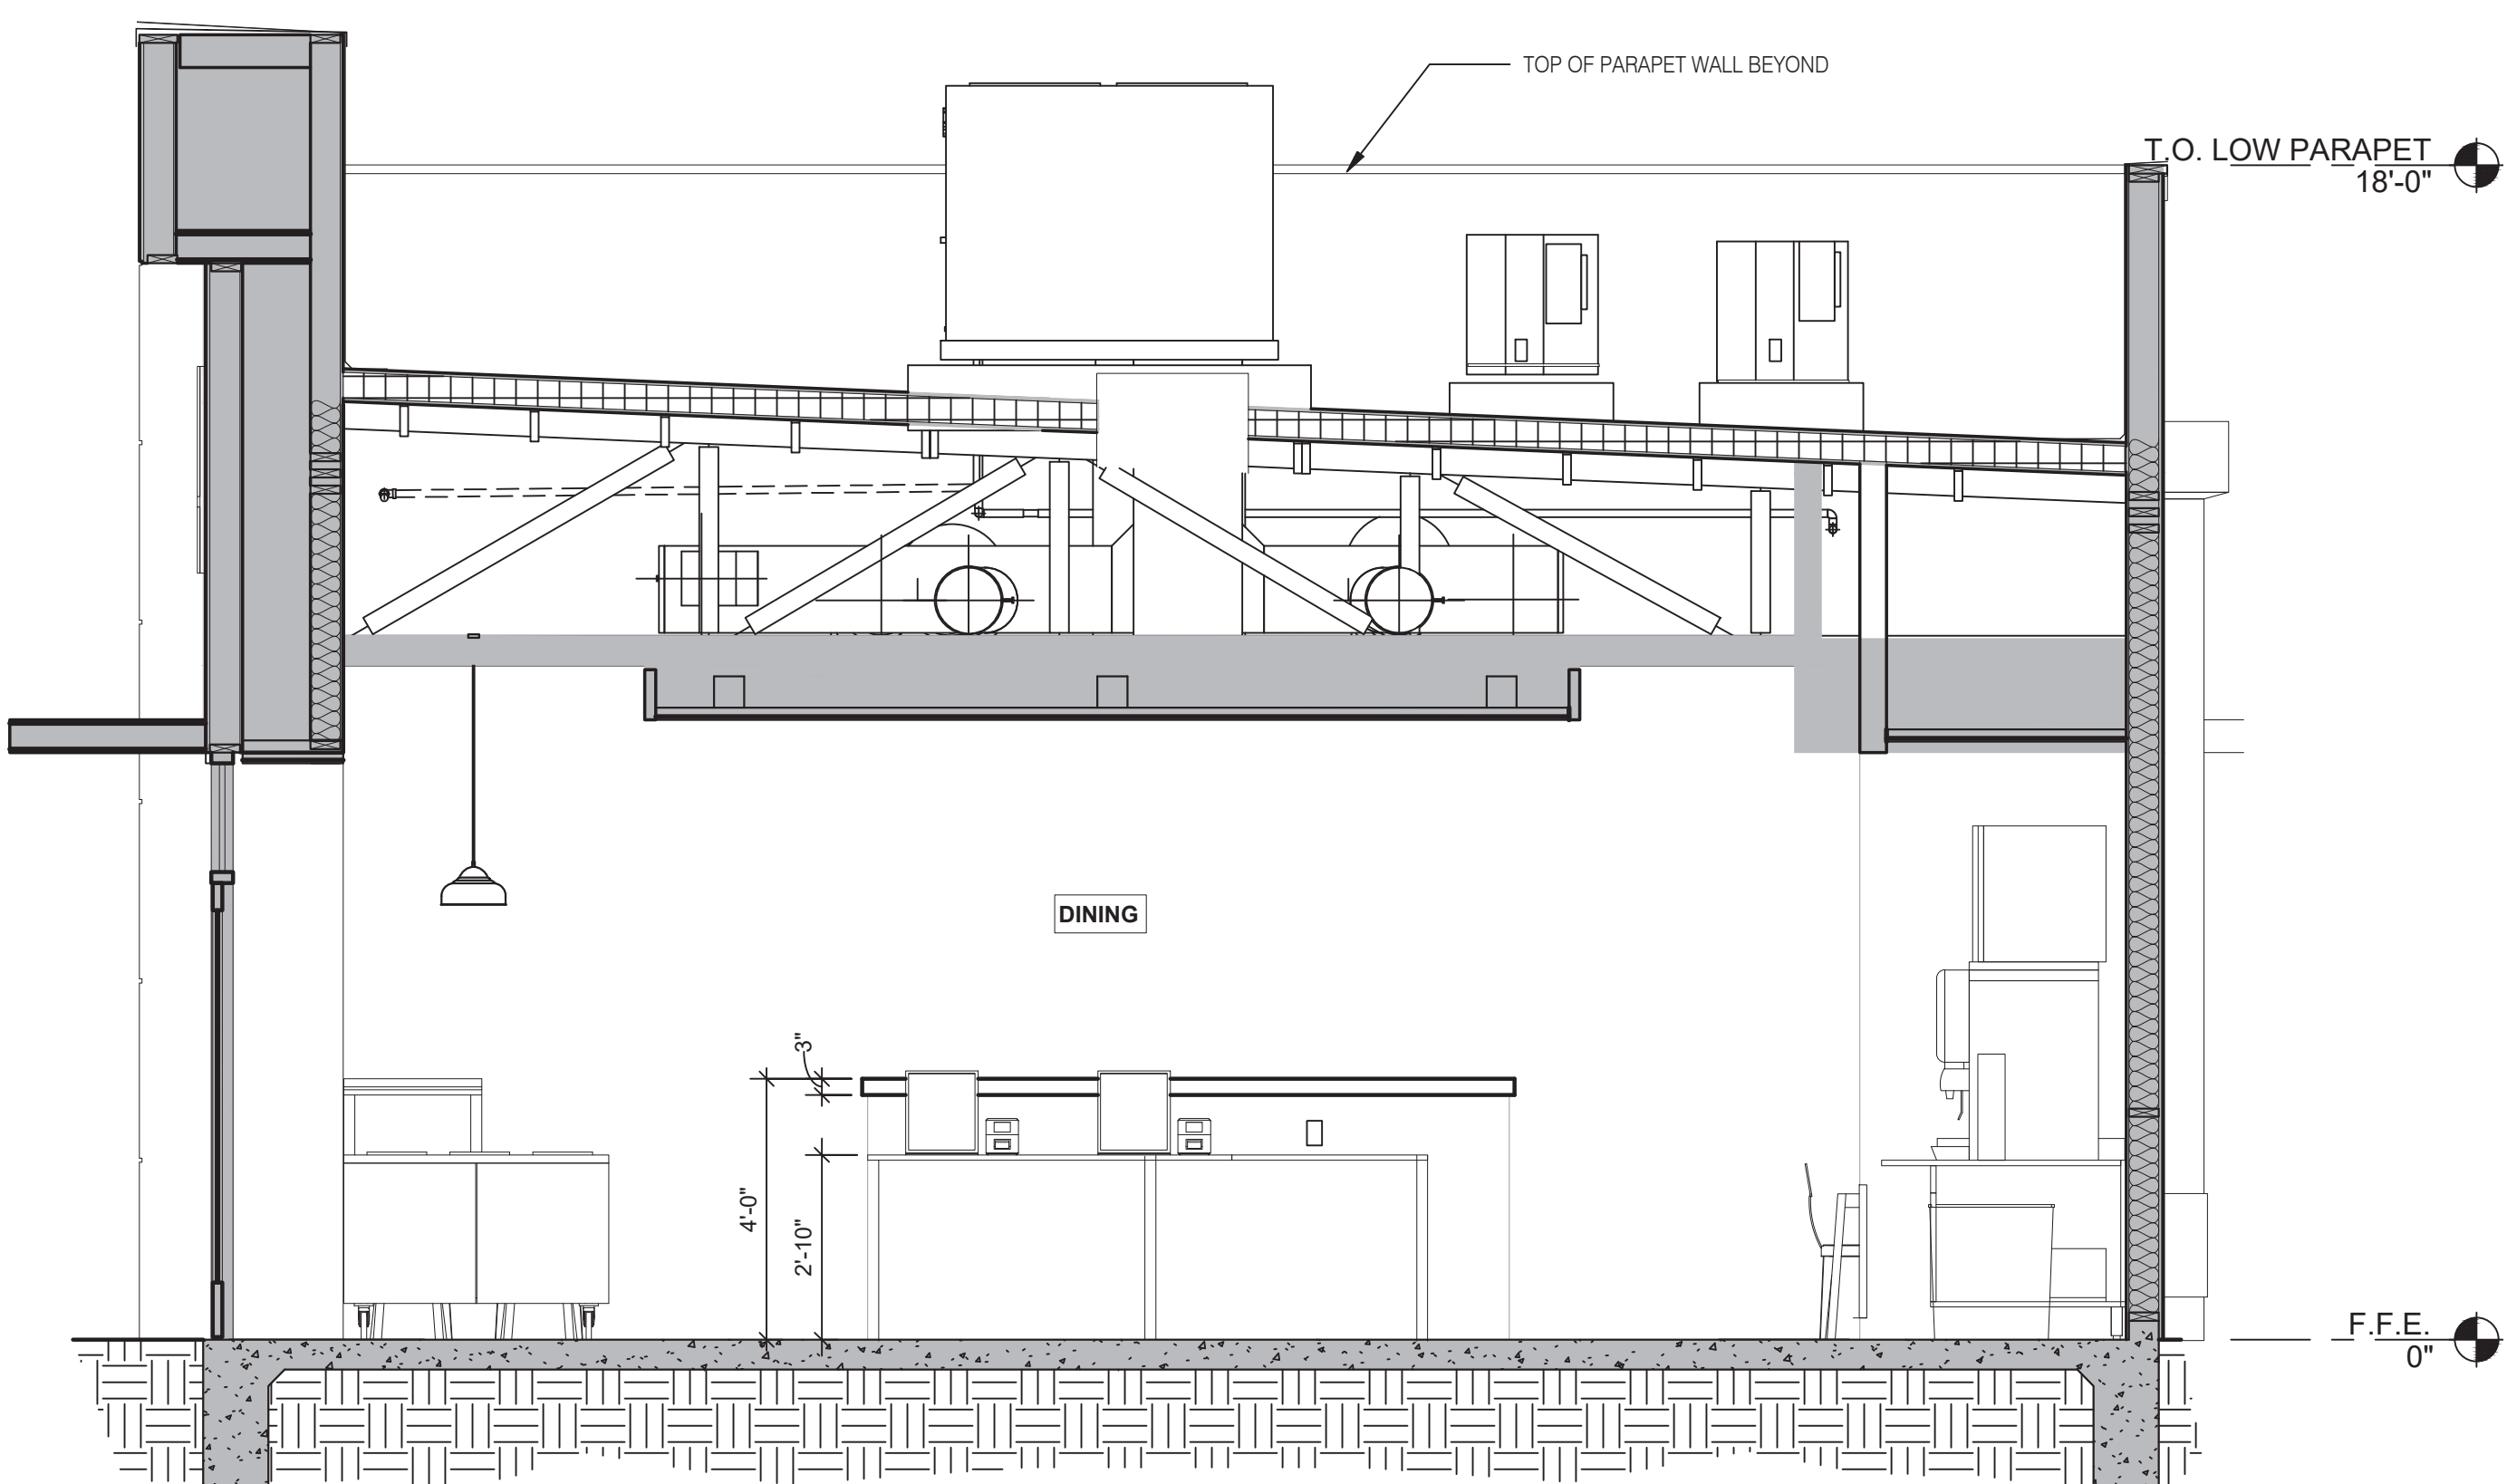 TOP OF PARAPET WALL BEYOND
T.O. LOW PARAPET
18'-0"
DINING
3"
4'-0"
2'-10"
F.F.E.
0"